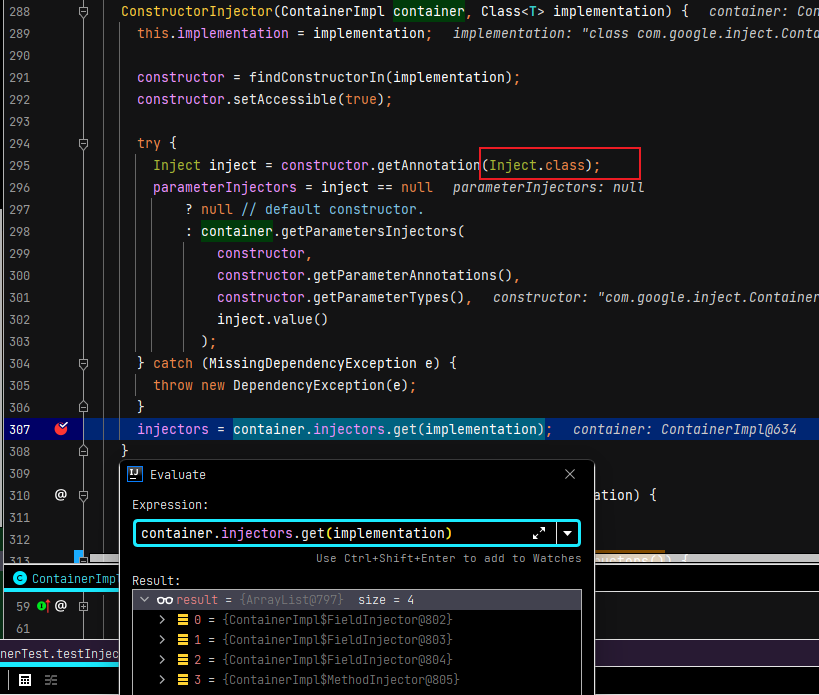 288 ConstructorInjector(ContainerImpl container, Class<T> implementation) { container: Con
289 this.implementation = implementation; implementation: "class com.google.inject.Conta
290
291 constructor = findConstructorIn(implementation);
292 constructor.setAccessible(true);
293
294 try {
295 Inject inject = constructor.getAnnotation(Inject.class);
296 parameterInjectors = inject == null parameterInjectors: null
297 ? null // default constructor.
298 : container.getParametersInjectors(
299 constructor,
300 constructor.getParameterAnnotations(),
301 constructor.getParameterTypes(), constructor: "com.google.inject.Container
302 inject.value()
303 );
304 } catch (MissingDependencyException e) {
305 throw new DependencyException(e);
306 }
307 injectors = container.injectors.get(implementation); container: ContainerImpl@634
308 }
309
310 @ ation) {
311
312
313
Evaluate
Expression:
container.injectors.get(implementation)
Use Ctrl+Shift+Enter to add to Watches
Result:
result = {ArrayList@797} size = 4
0 = {ContainerImpl$FieldInjector@802}
1 = {ContainerImpl$FieldInjector@803}
2 = {ContainerImpl$FieldInjector@804}
3 = {ContainerImpl$MethodInjector@805}
C ContainerImpl
59 @
61
nerTest.testInjec